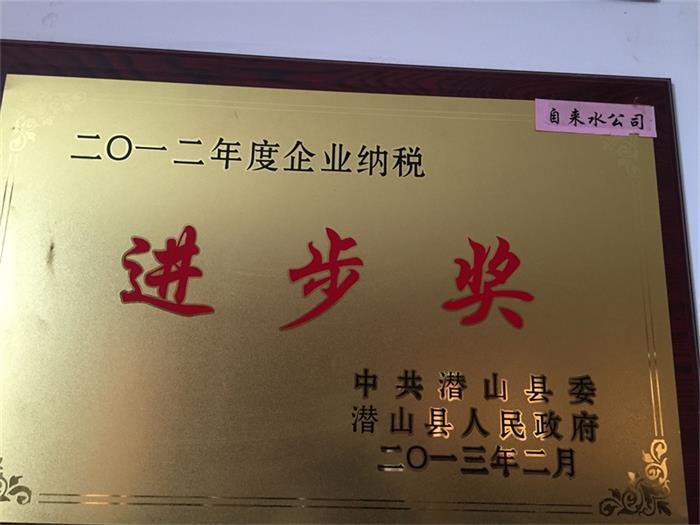 自来水公司
二〇一二年度企业纳税
进步奖
中共潜山县委
潜山县人民政府
二〇一三年二月